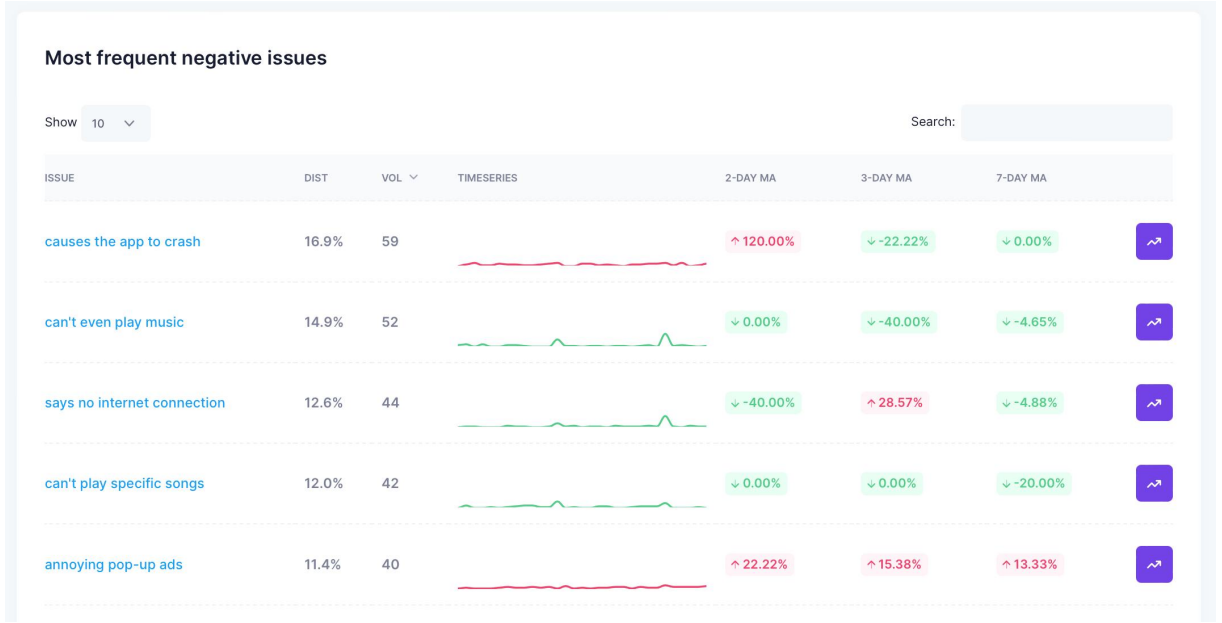 Most frequent negative issues
Show 10 Search:
ISSUE DIST VOL TIMESERIES 2-DAY MA 3-DAY MA 7-DAY MA
causes the app to crash 16.9% 59 ↑ 120.00% ↓ -22.22% ↓ 0.00%
can't even play music 14.9% 52 ↓ 0.00% ↓ -40.00% ↓ -4.65%
says no internet connection 12.6% 44 ↓ -40.00% ↑ 28.57% ↓ -4.88%
can't play specific songs 12.0% 42 ↓ 0.00% ↓ 0.00% ↓ -20.00%
annoying pop-up ads 11.4% 40 ↑ 22.22% ↑ 15.38% ↑ 13.33%